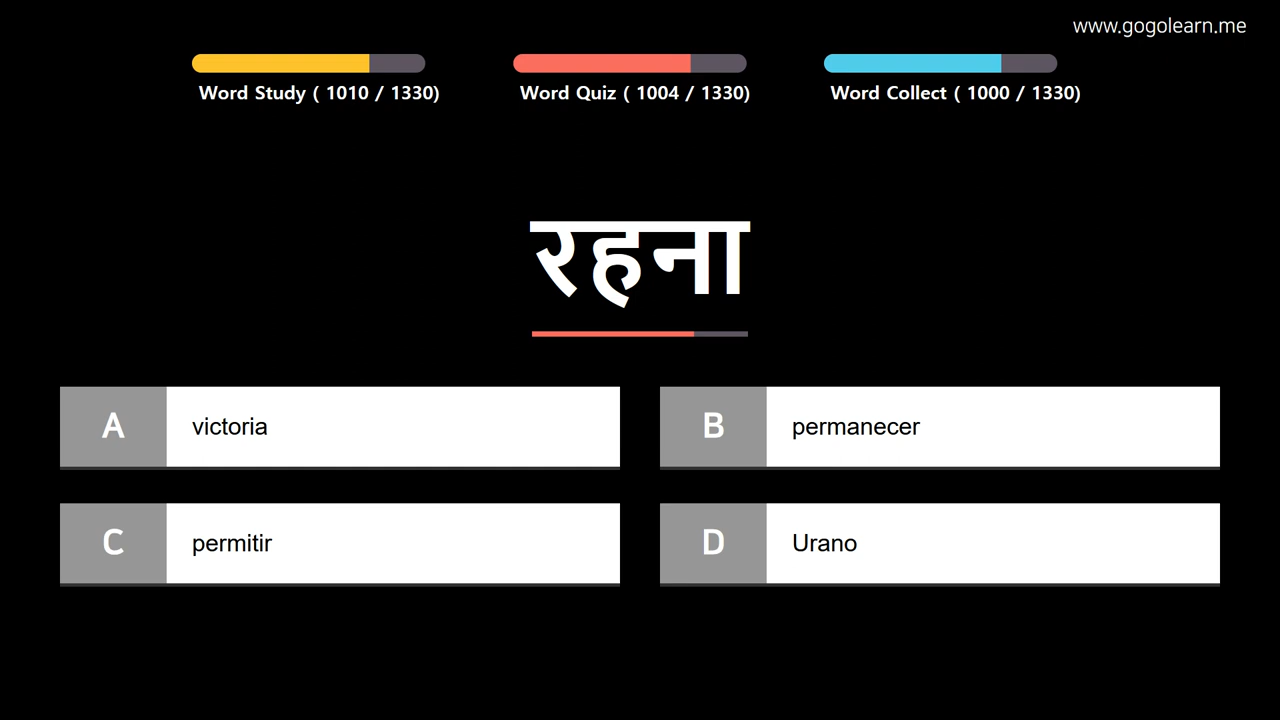 www.gogolearn.me
Word Study ( 1010 / 1330)
Word Quiz ( 1004 / 1330)
Word Collect ( 1000 / 1330)
रहना
A victoria
B permanecer
C permitir
D Urano